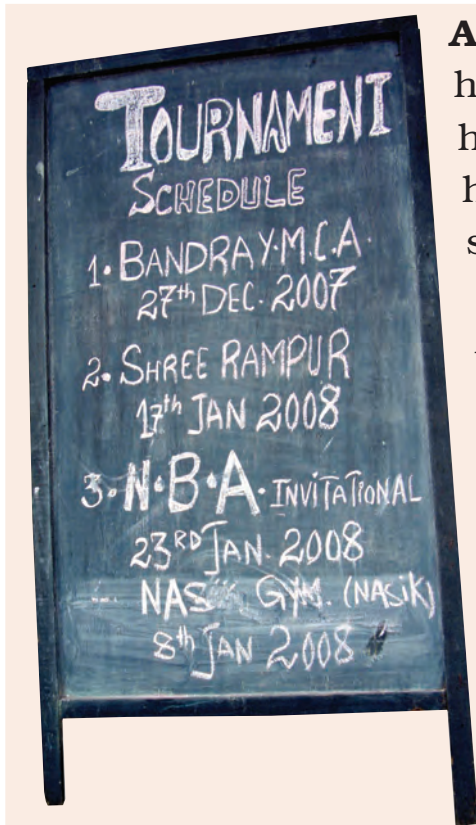 TOURNAMENT
SCHEDULE
1. BANDRA Y.M.C.A.
27th DEC. 2007
2. SHREE RAMPUR
17th JAN 2008
3. N.B.A. INVITATIONAL
23RD JAN. 2008
GYM. (NASIK)
8th JAN 2008
A
h
h
h
s